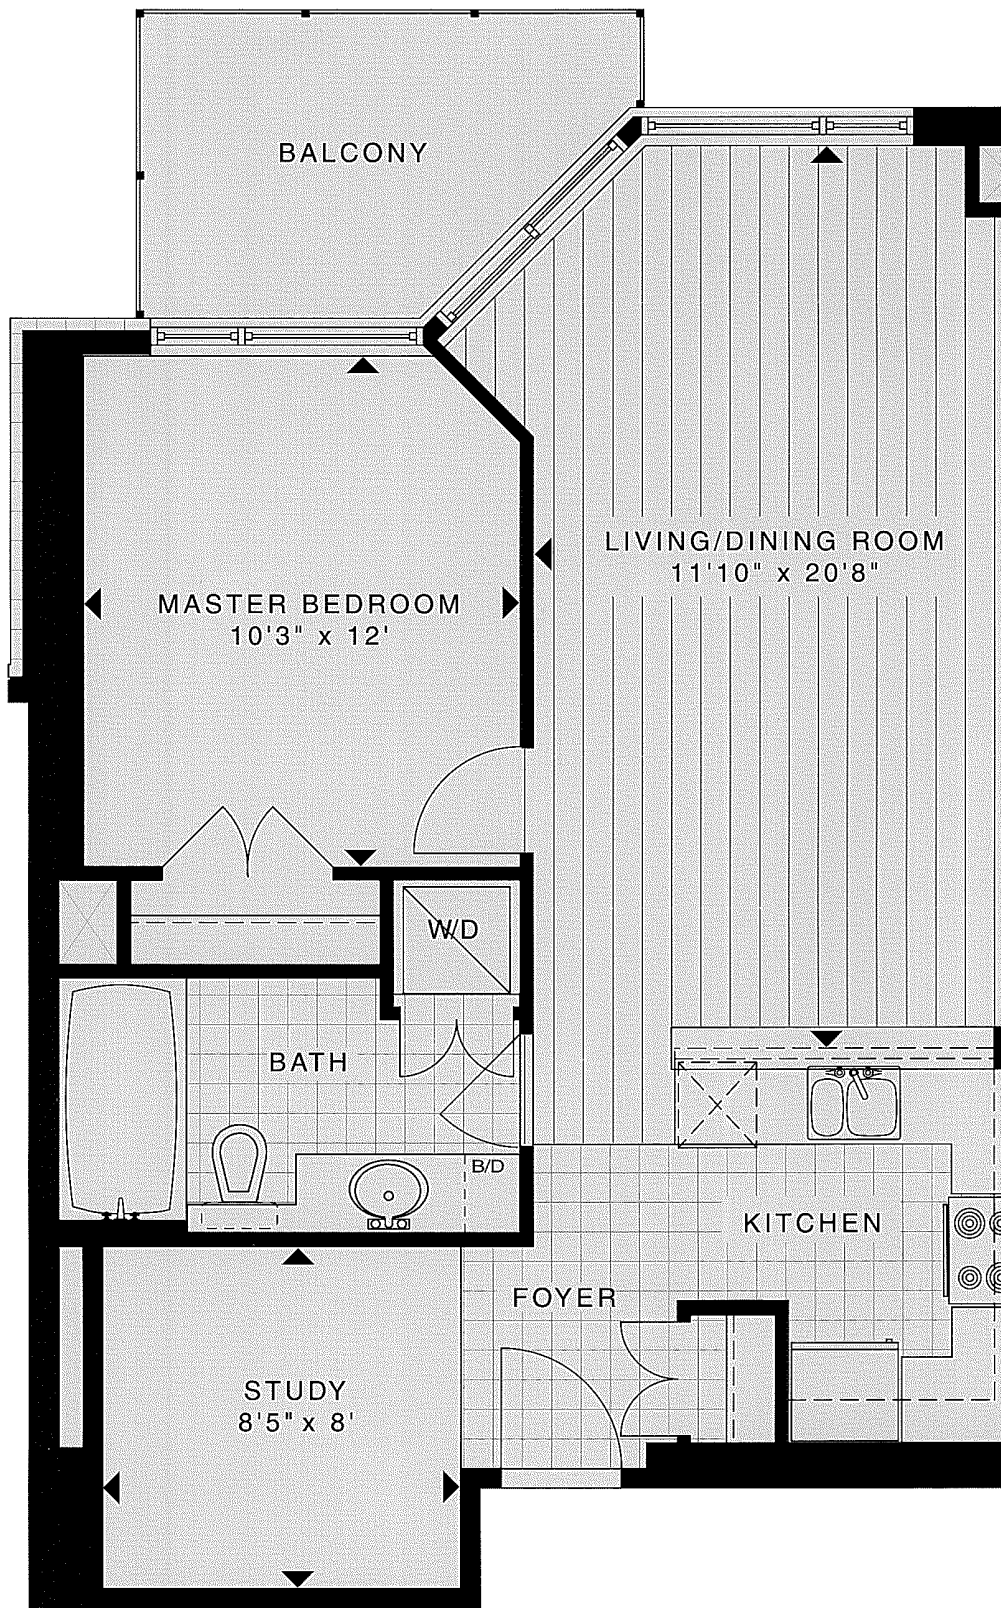 BALCONY
LIVING/DINING ROOM
11'10" x 20'8"
MASTER BEDROOM
10'3" x 12'
W/D
BATH
B/D
KITCHEN
FOYER
STUDY
8'5" x 8'